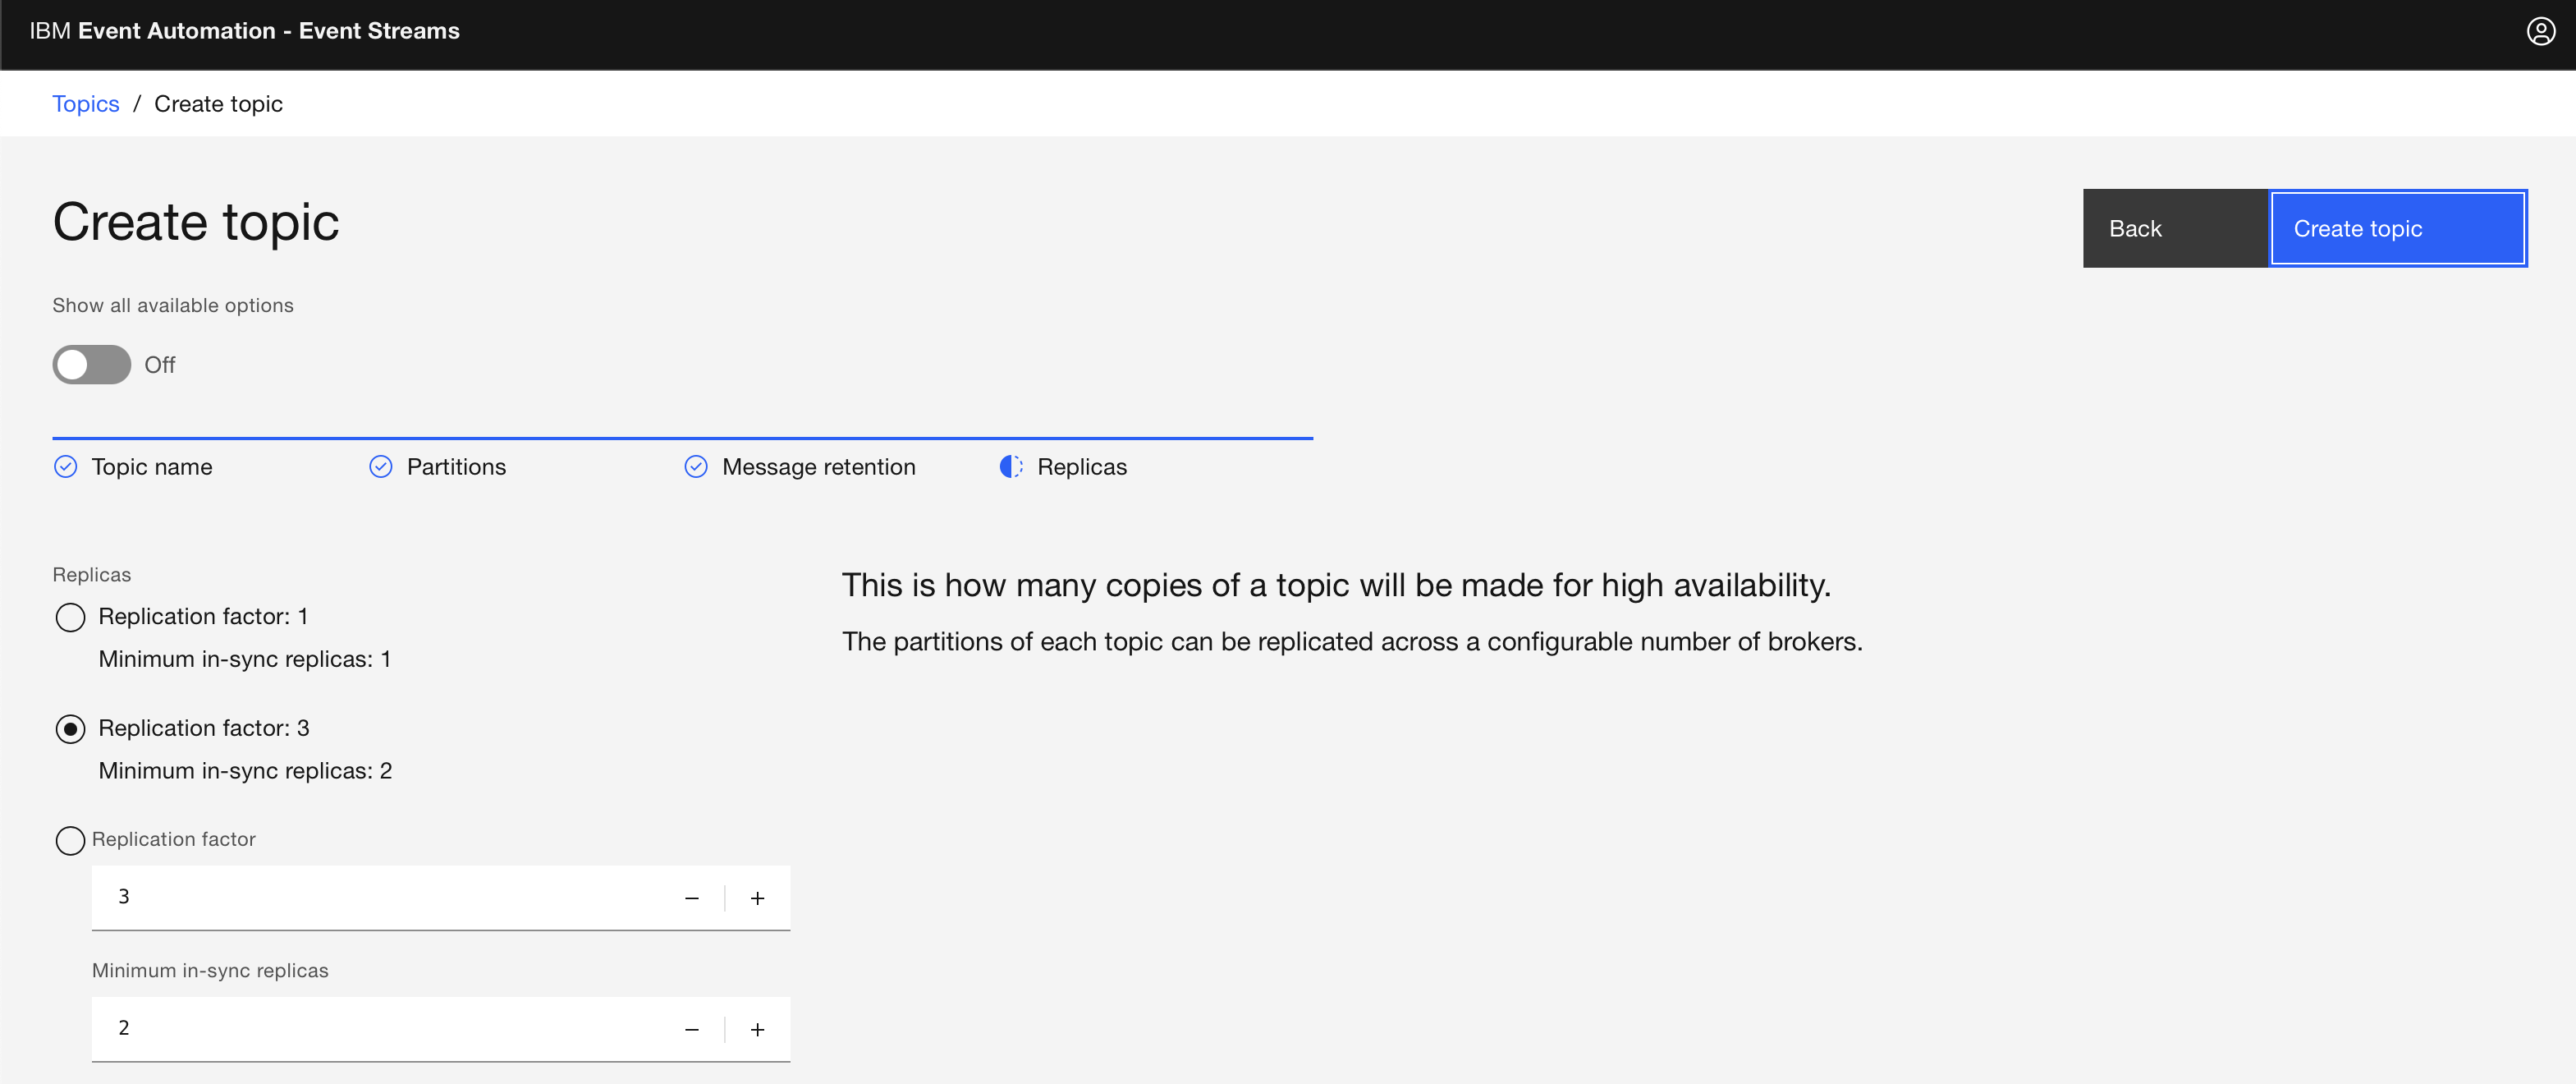 IBM Event Automation - Event Streams
Topics / Create topic
Create topic
Back
Create topic
Show all available options
Off
Topic name
Partitions
Message retention
Replicas
Replicas
Replication factor: 1
Minimum in-sync replicas: 1
Replication factor: 3
Minimum in-sync replicas: 2
Replication factor
3
Minimum in-sync replicas
2
This is how many copies of a topic will be made for high availability.
The partitions of each topic can be replicated across a configurable number of brokers.